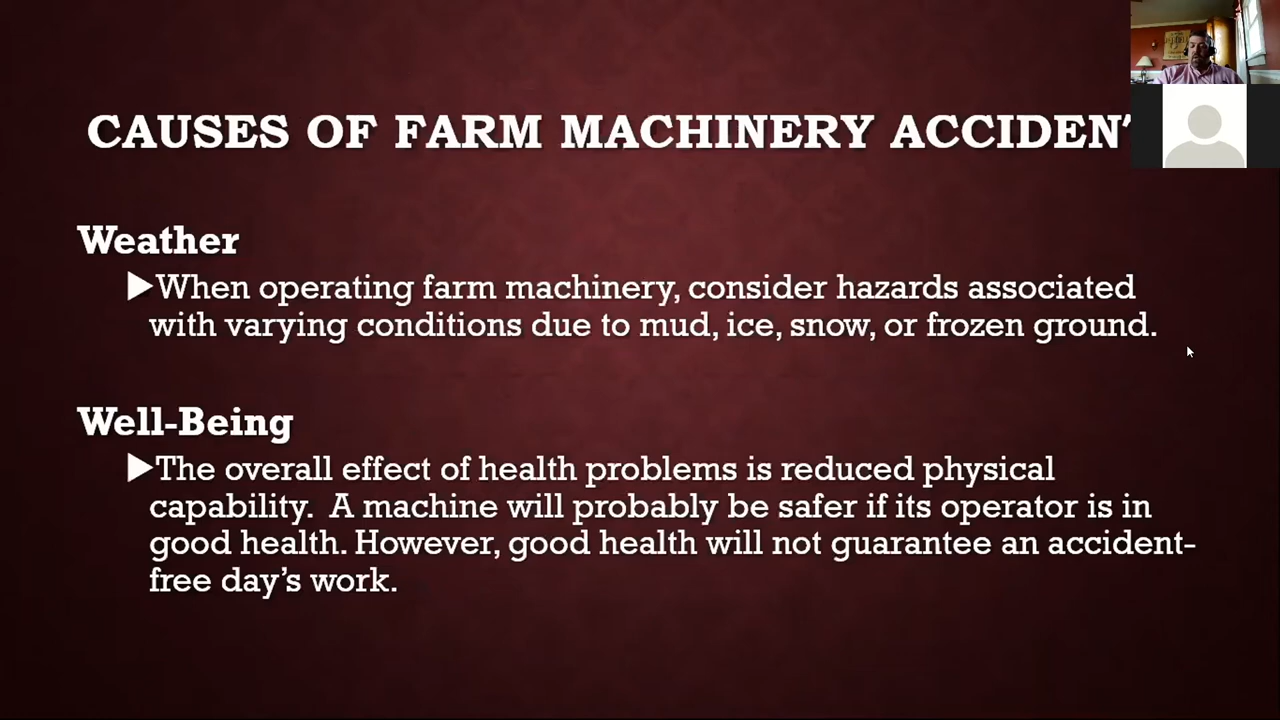 CAUSES OF FARM MACHINERY ACCIDEN
Weather
▶When operating farm machinery, consider hazards associated
with varying conditions due to mud, ice, snow, or frozen ground.
Well-Being
▶The overall effect of health problems is reduced physical
capability.  A machine will probably be safer if its operator is in
good health. However, good health will not guarantee an accident-
free day's work.